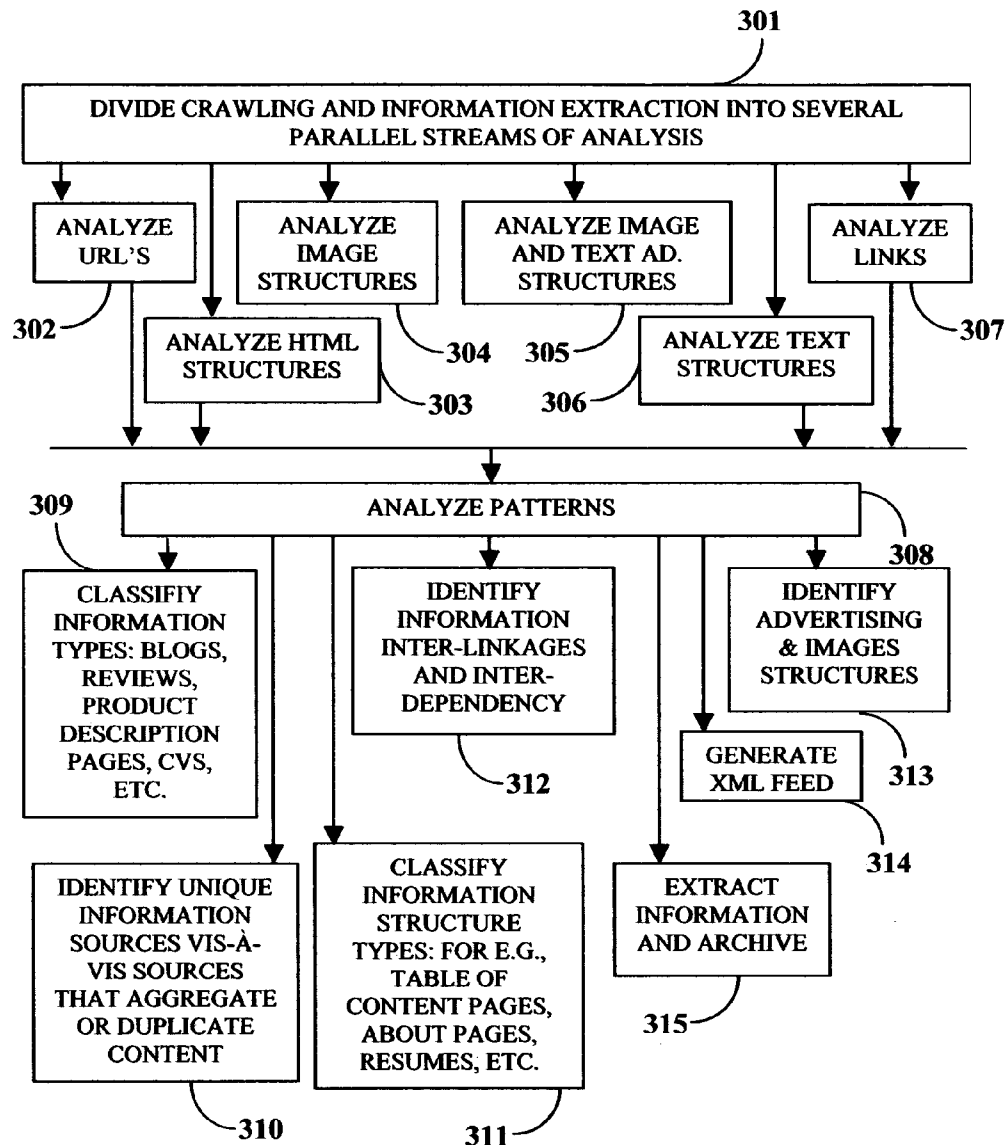 301
DIVIDE CRAWLING AND INFORMATION EXTRACTION INTO SEVERAL
PARALLEL STREAMS OF ANALYSIS
ANALYZE
URL'S
302
ANALYZE
IMAGE
STRUCTURES
304
ANALYZE IMAGE
AND TEXT AD.
STRUCTURES
305
ANALYZE
LINKS
307
ANALYZE HTML
STRUCTURES
303
ANALYZE TEXT
STRUCTURES
306
ANALYZE PATTERNS
308
309
CLASSIFIY
INFORMATION
TYPES: BLOGS,
REVIEWS,
PRODUCT
DESCRIPTION
PAGES, CVS,
ETC.
IDENTIFY
INFORMATION
INTER-LINKAGES
AND INTER-
DEPENDENCY
312
IDENTIFY
ADVERTISING
& IMAGES
STRUCTURES
313
GENERATE
XML FEED
314
IDENTIFY UNIQUE
INFORMATION
SOURCES VIS-À-
VIS SOURCES
THAT AGGREGATE
OR DUPLICATE
CONTENT
310
CLASSIFY
INFORMATION
STRUCTURE
TYPES: FOR E.G.,
TABLE OF
CONTENT PAGES,
ABOUT PAGES,
RESUMES, ETC.
311
EXTRACT
INFORMATION
AND ARCHIVE
315